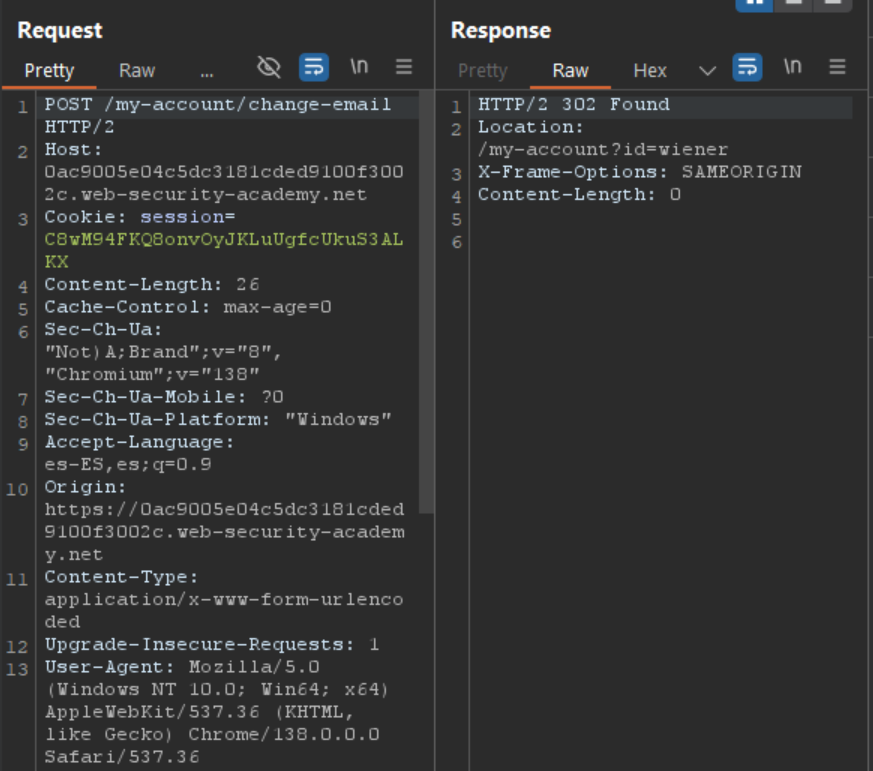 Request
Pretty Raw ... \n
1 POST /my-account/change-email
HTTP/2
2 Host:
0ac9005e04c5dc3181cded9100f300
2c.web-security-academy.net
3 Cookie: session=
C8wM94FKQ8onvOyJKLuUgfcUkuS3AL
KX
4 Content-Length: 26
5 Cache-Control: max-age=0
6 Sec-Ch-Ua:
"Not)A;Brand";v="8",
"Chromium";v="138"
7 Sec-Ch-Ua-Mobile: ?0
8 Sec-Ch-Ua-Platform: "Windows"
9 Accept-Language:
es-ES,es;q=0.9
10 Origin:
https://0ac9005e04c5dc3181cded
9100f3002c.web-security-academ
y.net
11 Content-Type:
application/x-www-form-urlenco
ded
12 Upgrade-Insecure-Requests: 1
13 User-Agent: Mozilla/5.0
(Windows NT 10.0; Win64; x64)
AppleWebKit/537.36 (KHTML,
like Gecko) Chrome/138.0.0.0
Safari/537.36
Response
Pretty Raw Hex \n
1 HTTP/2 302 Found
2 Location:
/my-account?id=wiener
3 X-Frame-Options: SAMEORIGIN
4 Content-Length: 0
5
6